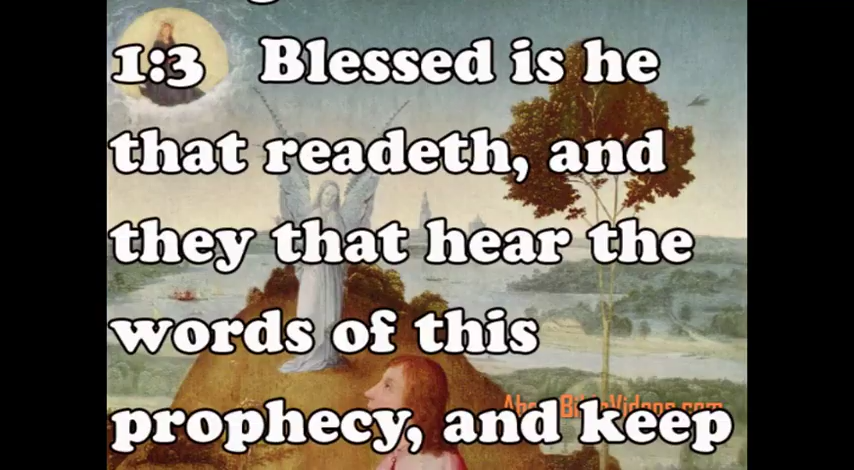 1:3 Blessed is he
that readeth, and
they that hear the
words of this
prophecy, and keep